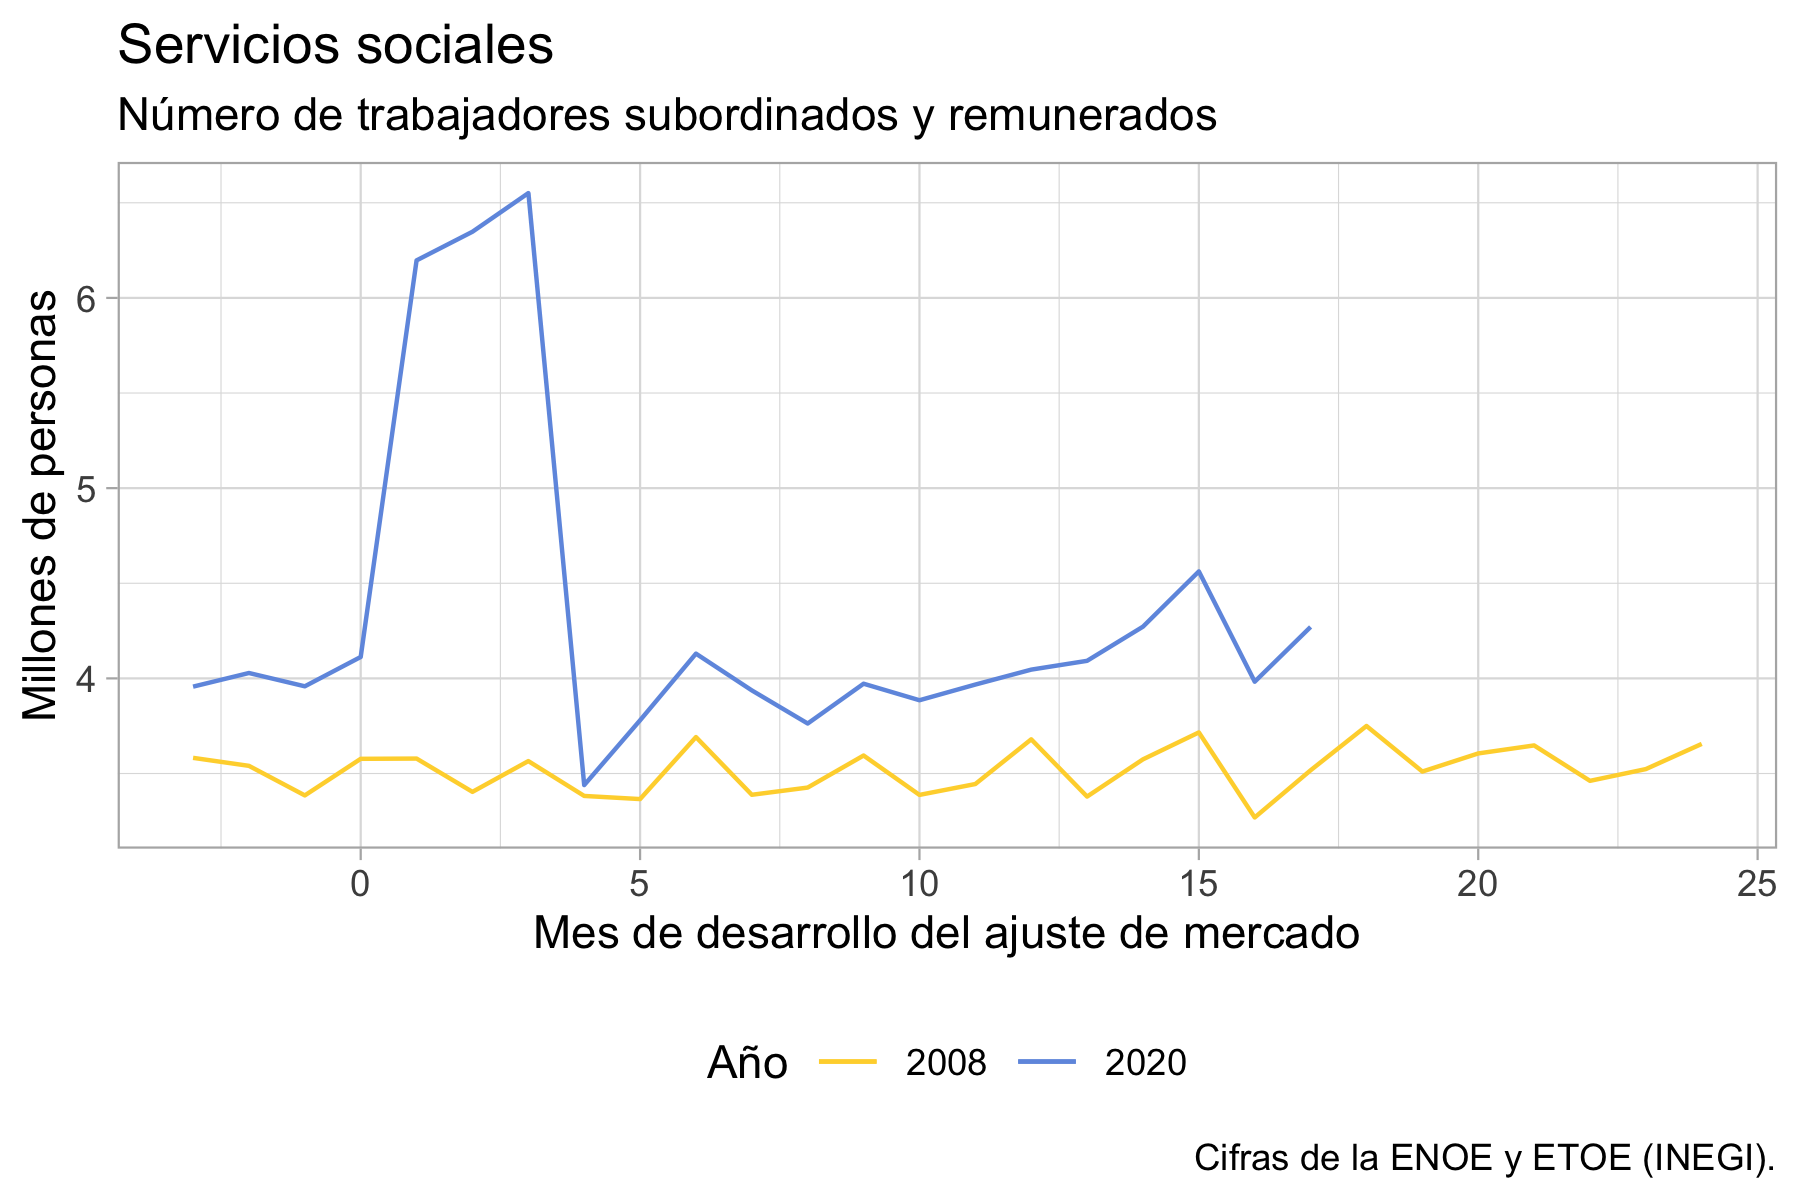 Servicios sociales
Número de trabajadores subordinados y remunerados
Millones de personas
6
5
4
0 5 10 15 20 25
Mes de desarrollo del ajuste de mercado
Año 2008 2020
Cifras de la ENOE y ETOE (INEGI).